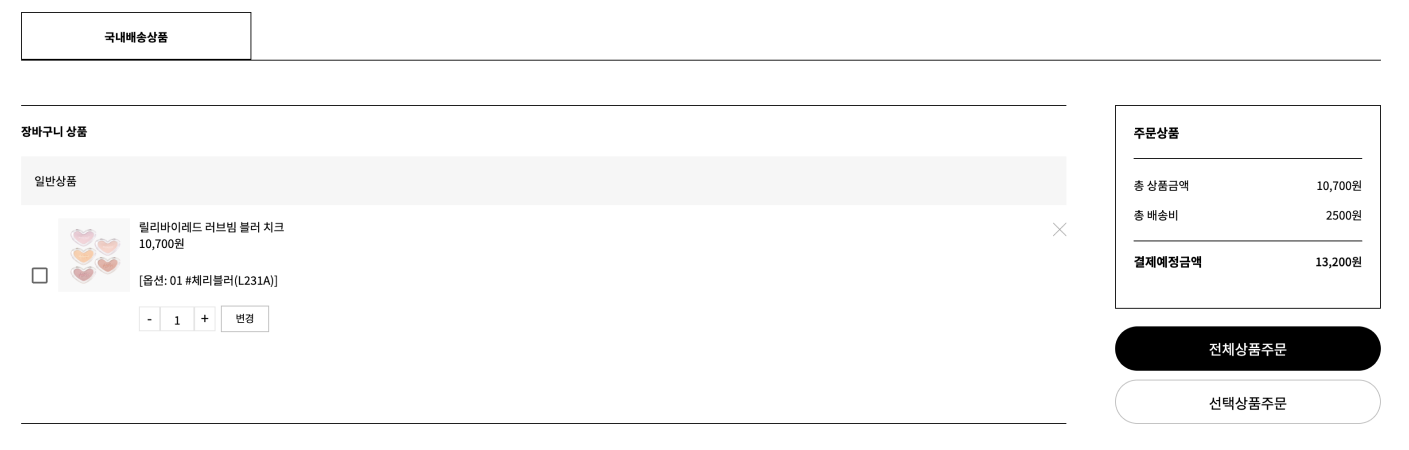 국내배송상품
장바구니 상품
일반상품
릴리바이레드 러브빔 블러 치크
10,700원
[옵션: 01 #체리블러(L231A)]
- 1 + 변경
주문상품
총 상품금액 10,700원
총 배송비 2500원
결제예정금액 13,200원
전체상품주문
선택상품주문